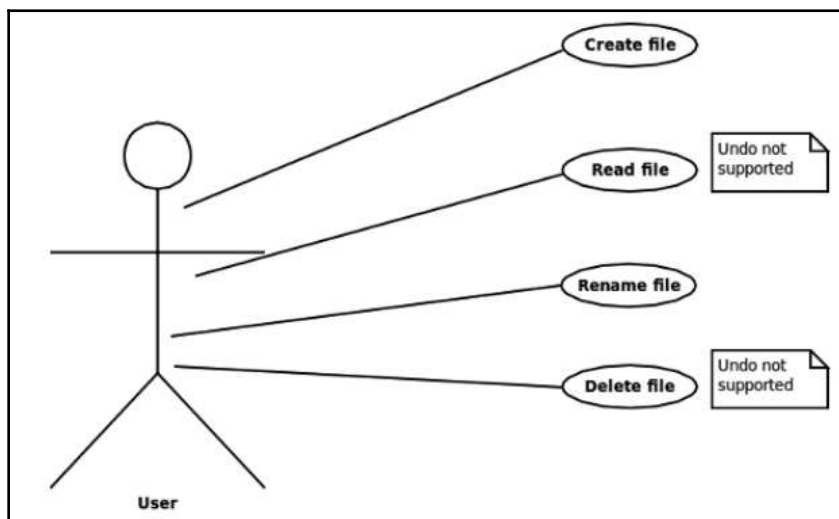 Create file
Read file
Undo not
supported
Rename file
Delete file
Undo not
supported
User